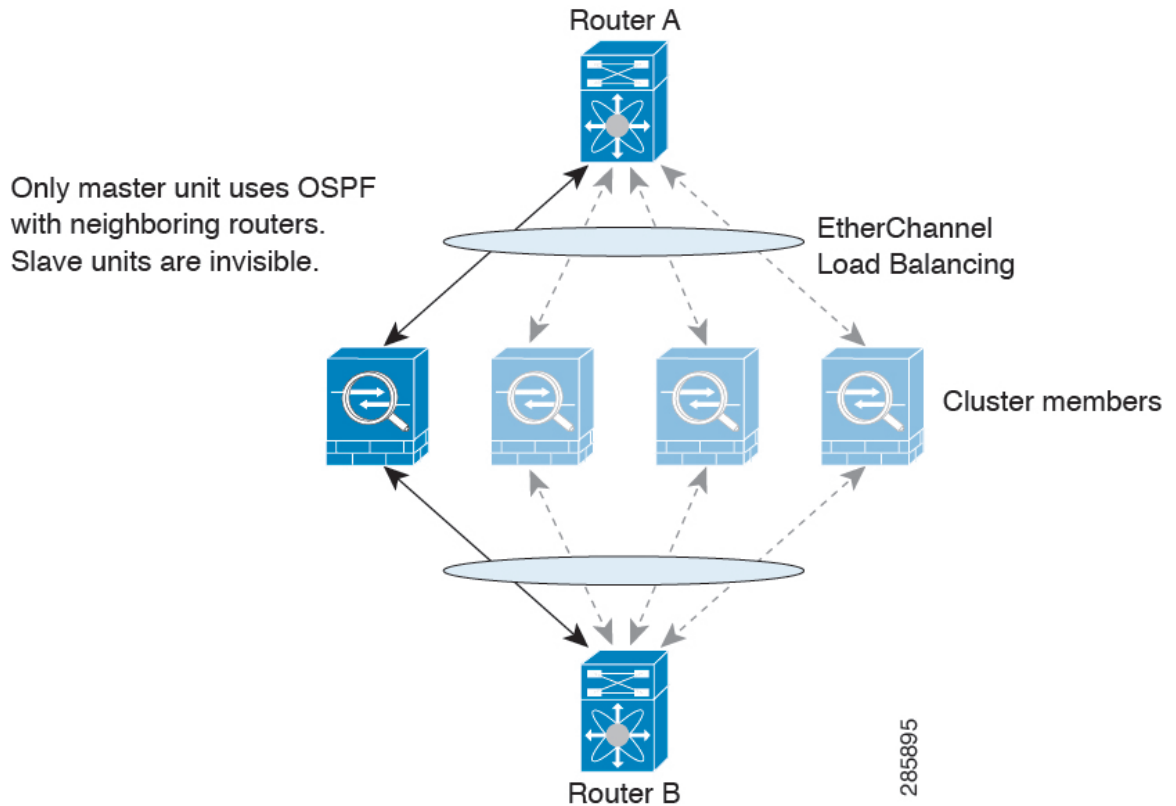 Router A
Only master unit uses OSPF
with neighboring routers.
Slave units are invisible.
EtherChannel
Load Balancing
Cluster members
Router B
285895